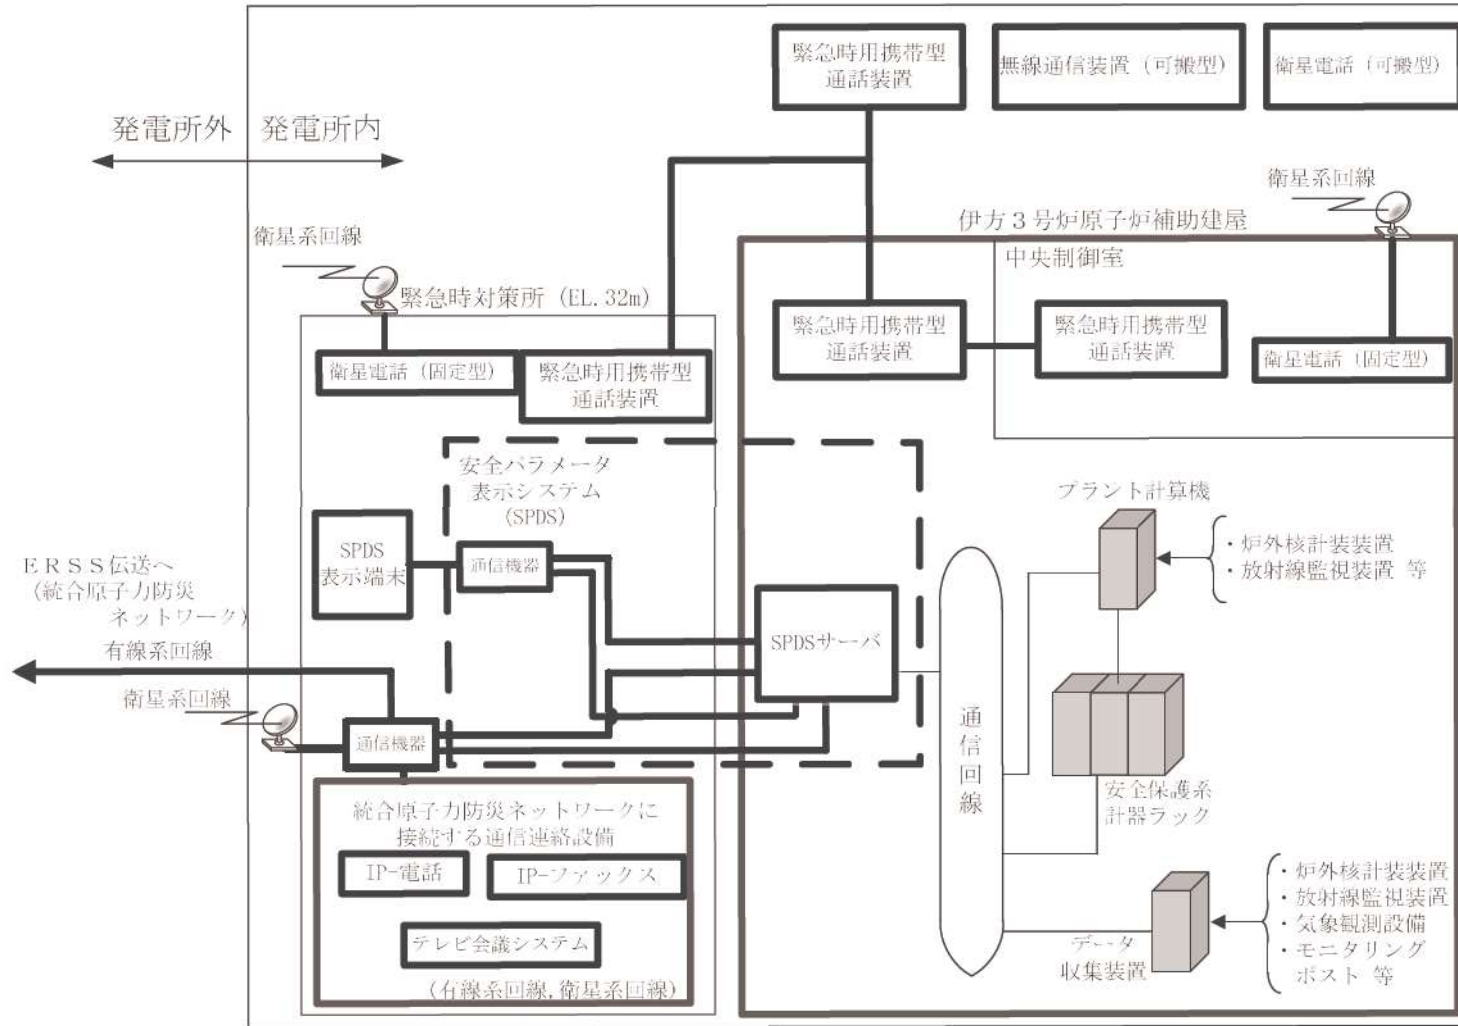 緊急時用携帯型
通話装置
無線通信装置（可搬型）
衛星電話（可搬型）
発電所外
発電所内
衛星系回線
伊方３号炉原子炉補助建屋
中央制御室
衛星系回線
緊急時対策所（EL.32m）
緊急時用携帯型
通話装置
緊急時用携帯型
通話装置
衛星電話（固定型）
衛星電話（固定型）
緊急時用携帯型
通話装置
安全パラメータ
表示システム
（SPDS）
プラント計算機
・炉外核計装装置
・放射線監視装置 等
SPDS
表示端末
通信機器
ＥＲＳＳ伝送へ
（統合原子力防災
ネットワーク）
有線系回線
SPDSサーバ
衛星系回線
通信機器
通信回線
安全保護系
計器ラック
統合原子力防災ネットワークに
接続する通信連絡設備
IP-電話
IP-ファックス
テレビ会議システム
（有線系回線,衛星系回線）
データ
収集装置
・炉外核計装装置
・放射線監視装置
・気象観測設備
・モニタリング
ポスト 等